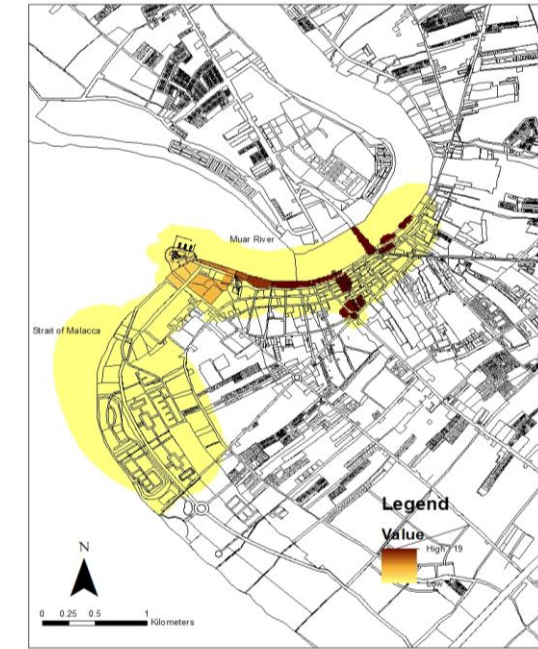 Muar River
Strait of Malacca
Legend
Value
High : 19
Low
N
0 0.25 0.5 1
Kilometers